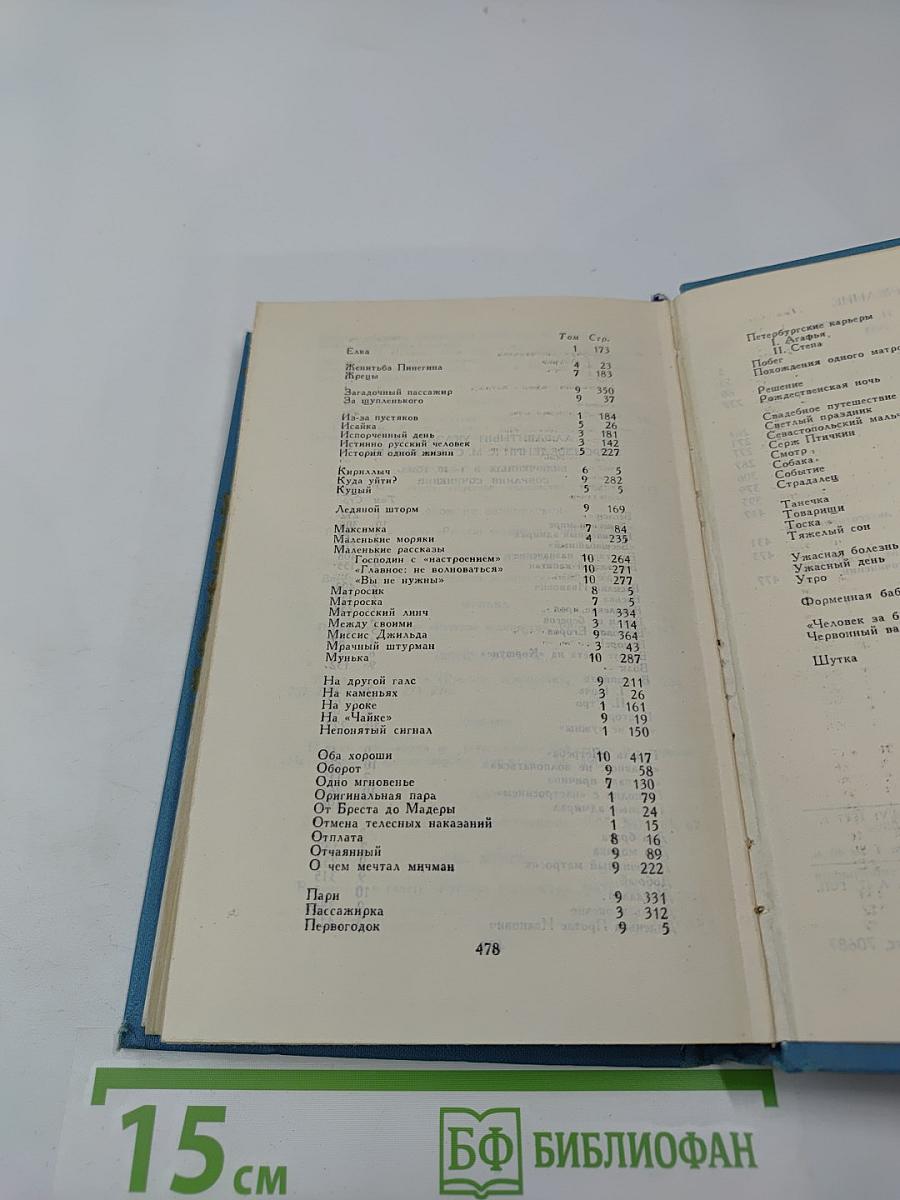 Том Стр.
Елка 1 173
Женитьба Пинегина 4 23
Жрецы 7 183
Загадочный пассажир 9 350
За щупленького 9 37
Из-за пустяков 1 184
Исайка 5 26
Испорченный день 3 181
Истинно русский человек 3 142
История одной жизни 5 227
Кириллыч 6 5
Куда уйти? 9 282
Куцый 5 5
Ледяной шторм 9 169
Максимка 7 84
Маленькие моряки 4 235
Маленькие рассказы
Господин с «настроением» 10 264
«Главное: не волноваться» 10 271
«Вы не нужны» 10 277
Матросик 8 5
Матроска 7 5
Матросский линч 1 334
Между своими 3 114
Миссис Джильда 9 364
Мрачный штурман 3 43
Мунька 10 287
На другой галс 9 211
На каменьях 3 26
На уроке 1 161
На «Чайке» 9 19
Непонятый сигнал 1 150
Оба хороши 10 417
Оборот 9 58
Одно мгновенье 7 130
Оригинальная пара 1 79
От Бреста до Мадеры 1 24
Отмена телесных наказаний 1 15
Отплата 8 16
Отчаянный 9 89
О чем мечтал мичман 9 222
Пари 9 331
Пассажирка 3 312
Первогодок 9 5
478
Петербургские карьеры
I. Агафья
II. Степа
Побег
Похождения одного матро
Решение
Рождественская ночь
Свадебное путешествие
Светлый праздник
Севастопольский маль
Серж Птичкин
Смотр
Собака
Событие
Страдалец
Танечка
Товарищи
Тоска
Тяжелый сон
Ужасная болезнь
Ужасный день
Утро
Форменная баб
«Человек за б
Червонный ва
Шутка
15 см
БФ БИБЛИОФАН